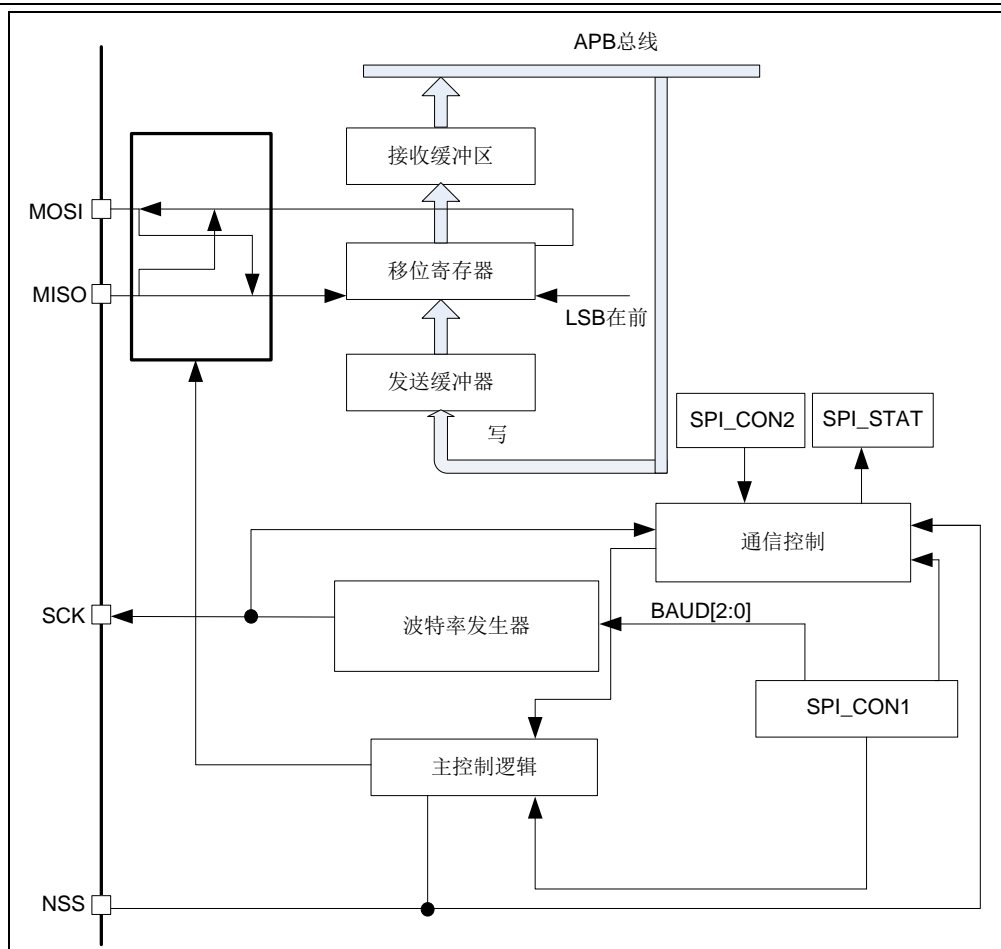 APB总线
接收缓冲区
MOSI
移位寄存器
MISO
LSB在前
发送缓冲器
写
SPI_CON2
SPI_STAT
通信控制
SCK
波特率发生器
BAUD[2:0]
SPI_CON1
主控制逻辑
NSS